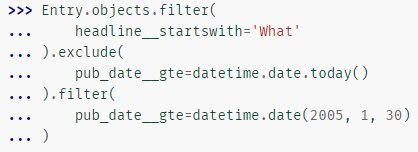 >>> Entry.objects.filter(
...     headline__startswith='What'
... ).exclude(
...     pub_date__gte=datetime.date.today()
... ).filter(
...     pub_date__gte=datetime.date(2005, 1, 30)
... )